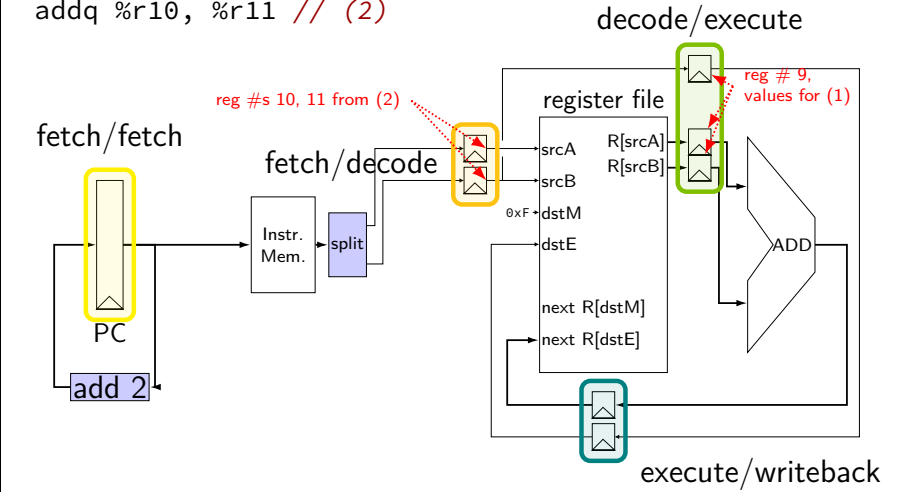 addq %r10, %r11 // (2)
decode/execute
reg # 9,
values for (1)
reg #s 10, 11 from (2)
register file
fetch/fetch
fetch/decode
srcA
R[srcA]
srcB
R[srcB]
0xF
dstM
Instr.
Mem.
split
dstE
ADD
next R[dstM]
PC
next R[dstE]
add 2
execute/writeback